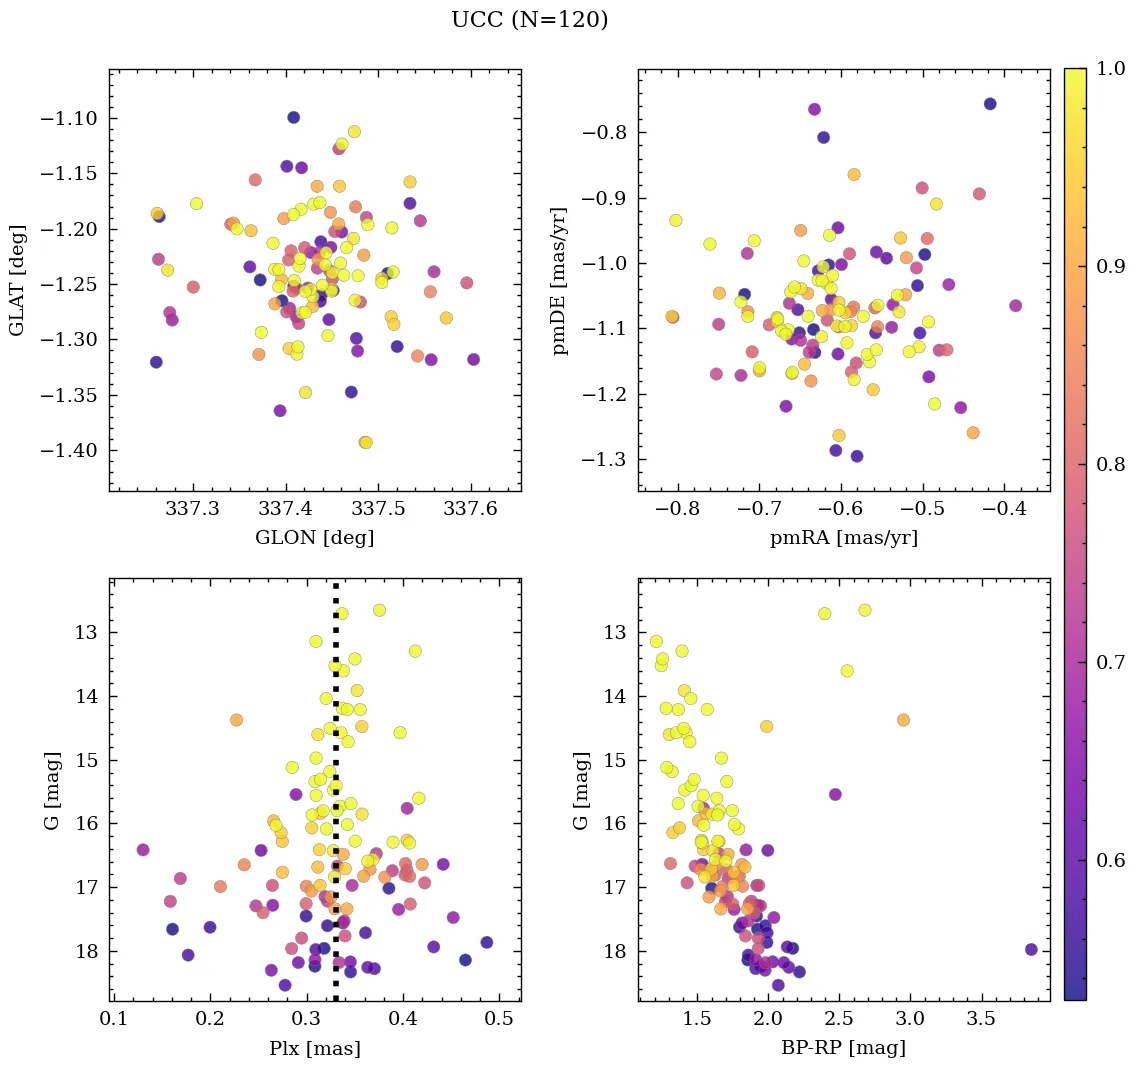 UCC (N=120)
−1.10
−1.15
−1.20
−1.25
−1.30
−1.35
−1.40
GLAT [deg]
337.3 337.4 337.5 337.6
GLON [deg]
−0.8
−0.9
−1.0
−1.1
−1.2
−1.3
pmDE [mas/yr]
−0.8 −0.7 −0.6 −0.5 −0.4
pmRA [mas/yr]
1.0
0.9
0.8
0.7
0.6
13
14
15
16
17
18
G [mag]
0.1 0.2 0.3 0.4 0.5
Plx [mas]
13
14
15
16
17
18
G [mag]
1.5 2.0 2.5 3.0 3.5
BP-RP [mag]